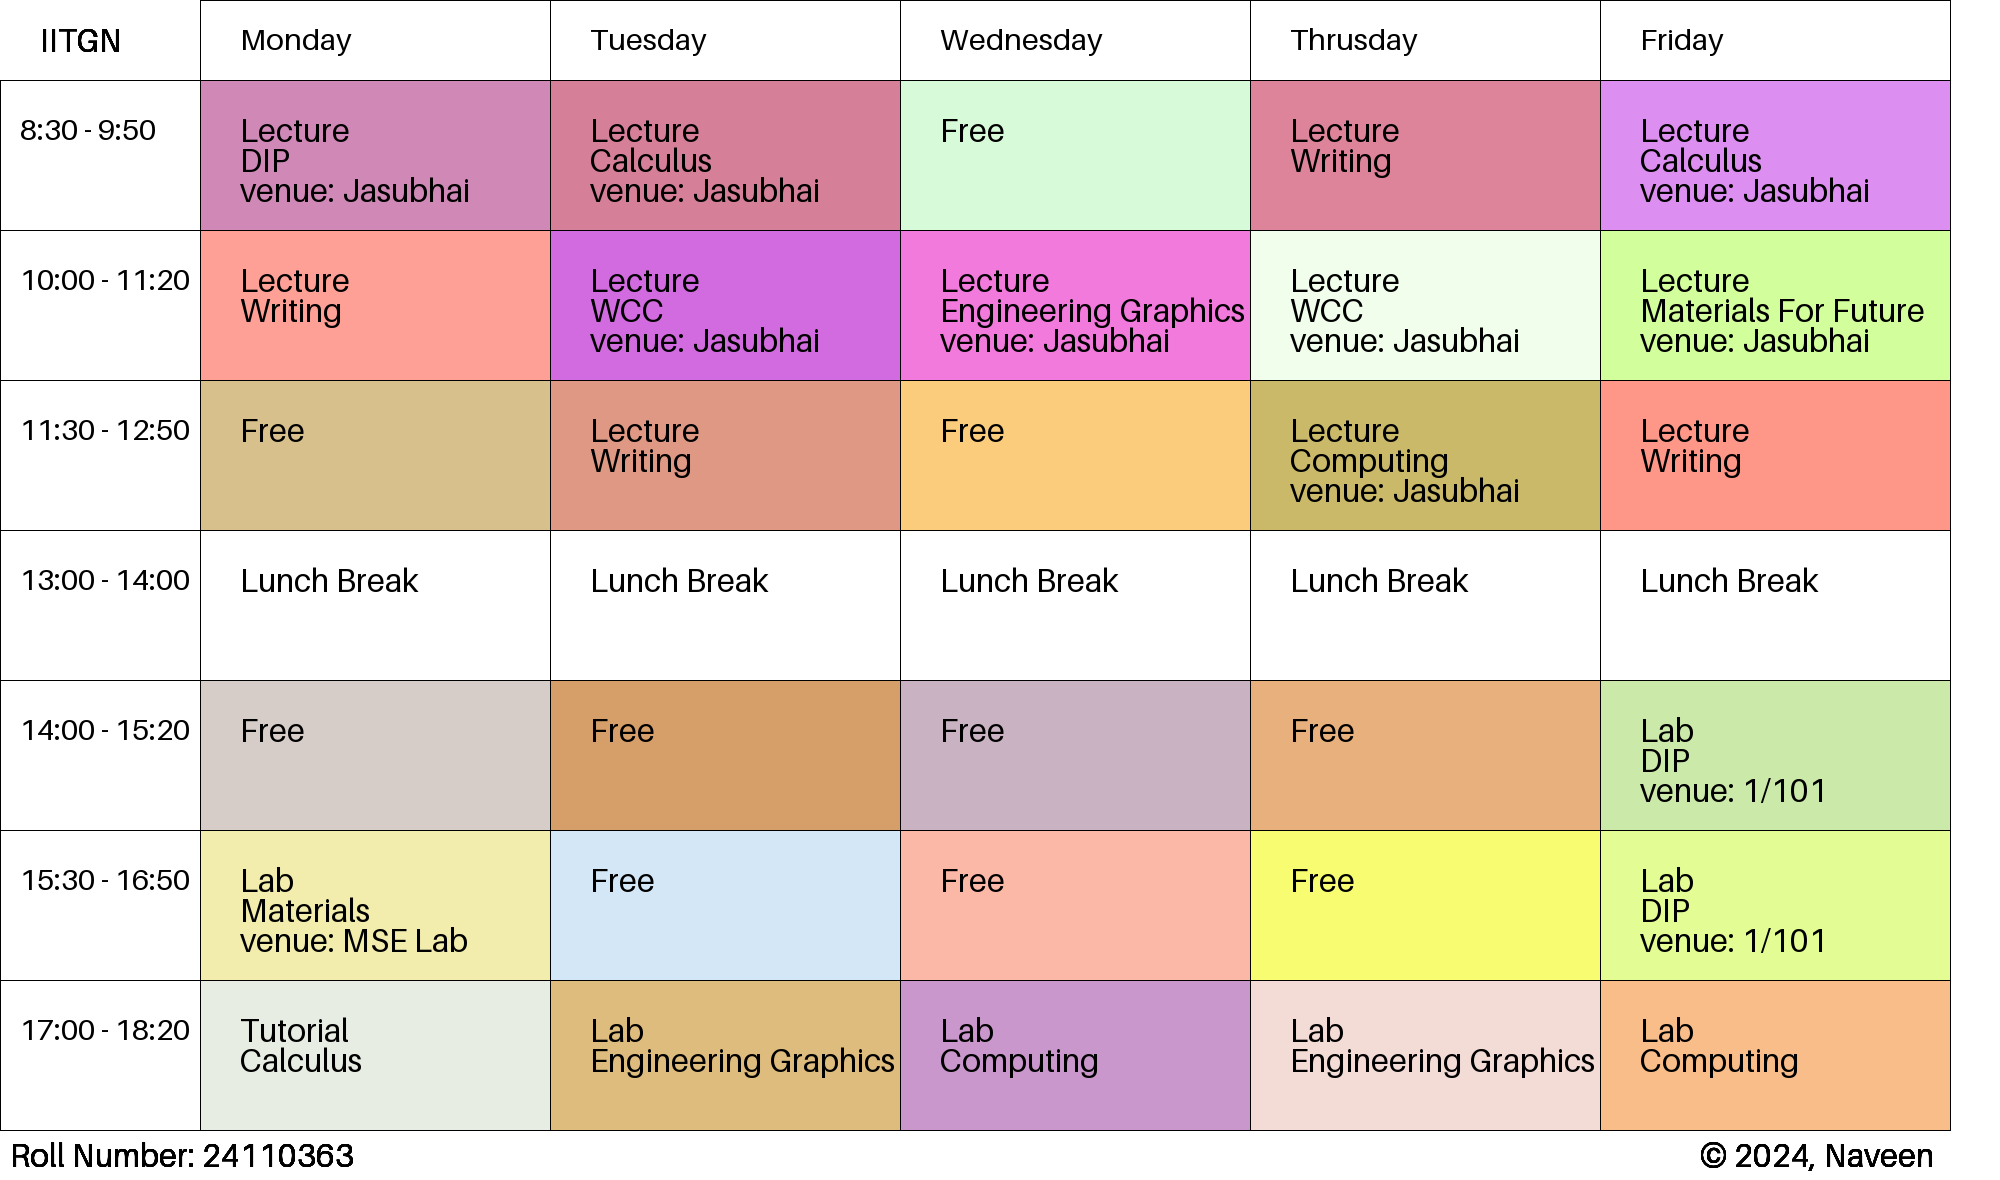 IITGN
Monday
Tuesday
Wednesday
Thrusday
Friday
8:30 - 9:50
Lecture
DIP
venue: Jasubhai
Lecture
Calculus
venue: Jasubhai
Free
Lecture
Writing
Lecture
Calculus
venue: Jasubhai
10:00 - 11:20
Lecture
Writing
Lecture
WCC
venue: Jasubhai
Lecture
Engineering Graphics
venue: Jasubhai
Lecture
WCC
venue: Jasubhai
Lecture
Materials For Future
venue: Jasubhai
11:30 - 12:50
Free
Lecture
Writing
Free
Lecture
Computing
venue: Jasubhai
Lecture
Writing
13:00 - 14:00
Lunch Break
Lunch Break
Lunch Break
Lunch Break
Lunch Break
14:00 - 15:20
Free
Free
Free
Free
Lab
DIP
venue: 1/101
15:30 - 16:50
Lab
Materials
venue: MSE Lab
Free
Free
Free
Lab
DIP
venue: 1/101
17:00 - 18:20
Tutorial
Calculus
Lab
Engineering Graphics
Lab
Computing
Lab
Engineering Graphics
Lab
Computing
Roll Number: 24110363
© 2024, Naveen